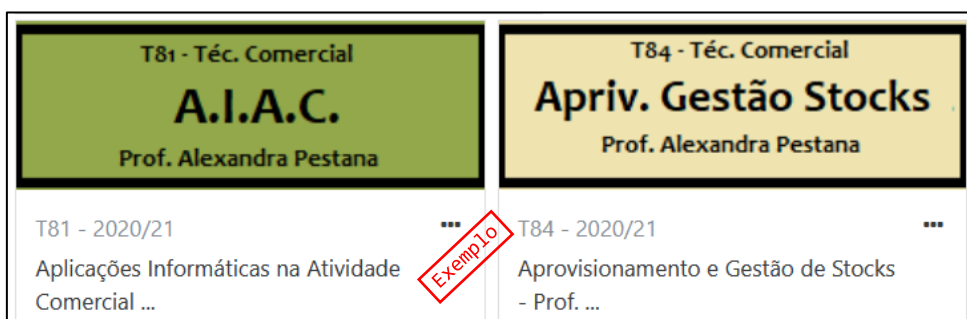 T81 - Téc. Comercial
A.I.A.C.
Prof. Alexandra Pestana
T81 - 2020/21
...
Aplicações Informáticas na Atividade
Comercial ...
Exemplo
T84 - Téc. Comercial
Apriv. Gestão Stocks
Prof. Alexandra Pestana
T84 - 2020/21
...
Aprovisionamento e Gestão de Stocks
- Prof. ...